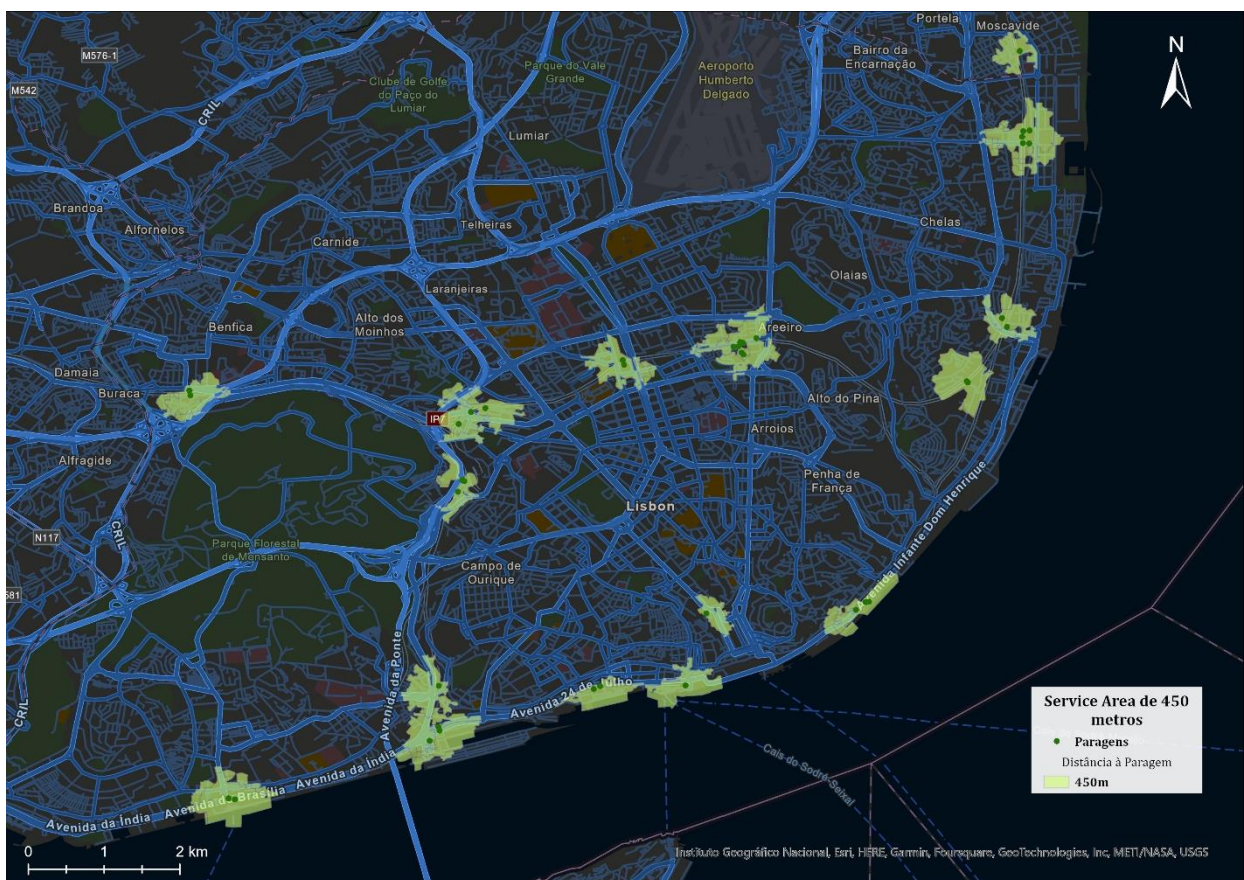 Portela
Moscavide
M576-1
Bairro da
Encarnação
N
Parque do Vale
Grande
Aeroporto
Humberto
Delgado
Clube de Golfe
do Paço do
Lumiar
M542
CRIL
Lumiar
Brandoa
Alfornelos
Telheiras
Chelas
Carnide
Olaias
Laranjeiras
Benfica
Alto dos
Moinhos
Areeiro
Damaia
Buraca
Alto do Pina
IP7
Arroios
Alfragide
Penha de
França
Lisbon
N117
CRIL
Parque Florestal
de Monsanto
Campo de
Ourique
Avenida Infante Dom Henrique
581
Avenida da Ponte
CRIL
Avenida 24 de Julho
Service Area de 450
metros
Paragens
Distância à Paragem
450m
Cais do Sodré-Seixal
Avenida da Índia
Avenida de Brasília
Avenida da Índia
0 1 2 km
Instituto Geográfico Nacional, Esri, HERE, Garmin, Foursquare, GeoTechnologies, Inc, METI/NASA, USGS